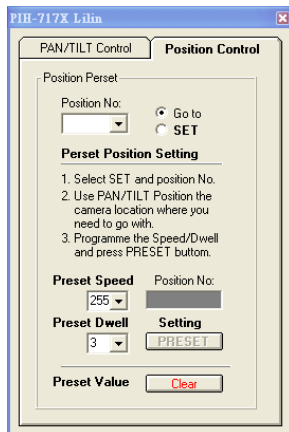 PIH-717X Lilin
PAN/TILT Control Position Control
Position Perset
Position No:
Go to
SET
Perset Position Setting
1. Select SET and position No.
2. Use PAN/TILT Position the
camera location where you
need to go with.
3. Programme the Speed/Dwell
and press PRESET buttom.
Preset Speed Position No:
255
Preset Dwell Setting
3 PRESET
Preset Value Clear